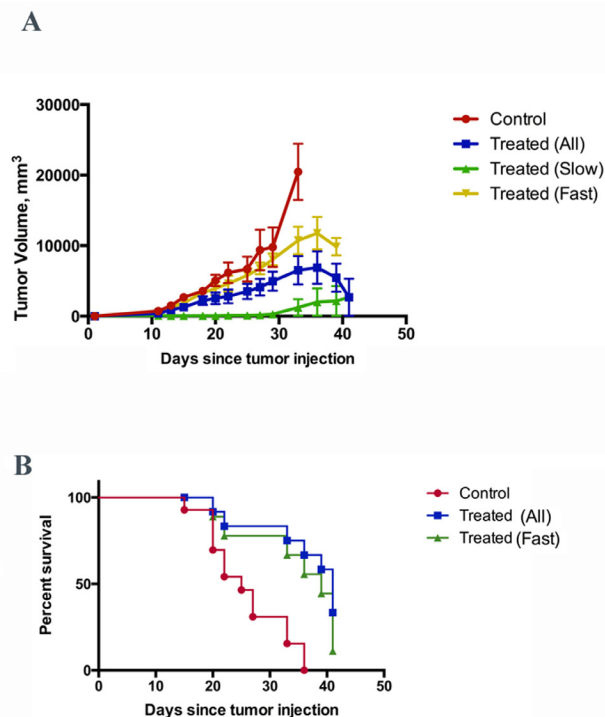 A
30000
20000
10000
0
Tumor Volume, mm3
0 10 20 30 40 50
Days since tumor injection
Control
Treated (All)
Treated (Slow)
Treated (Fast)
B
100
50
0
Percent survival
0 10 20 30 40 50
Days since tumor injection
Control
Treated (All)
Treated (Fast)